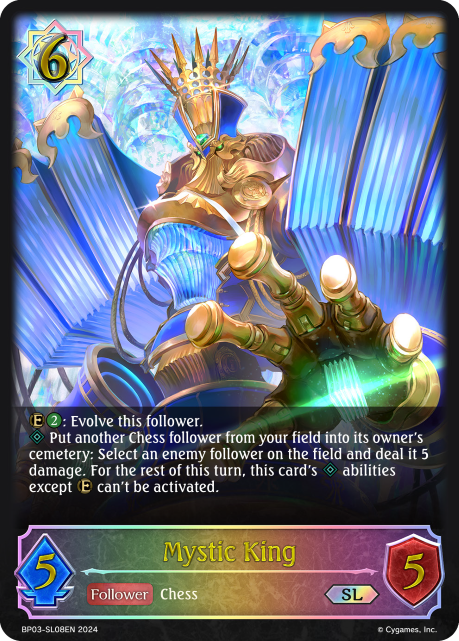 6
E 2: Evolve this follower.
Put another Chess follower from your field into its owner's
cemetery: Select an enemy follower on the field and deal it 5
damage. For the rest of this turn, this card's abilities
except E can't be activated.
Mystic King
5
Follower Chess
SL
5
BP03-SL08EN 2024
© Cygames, Inc.